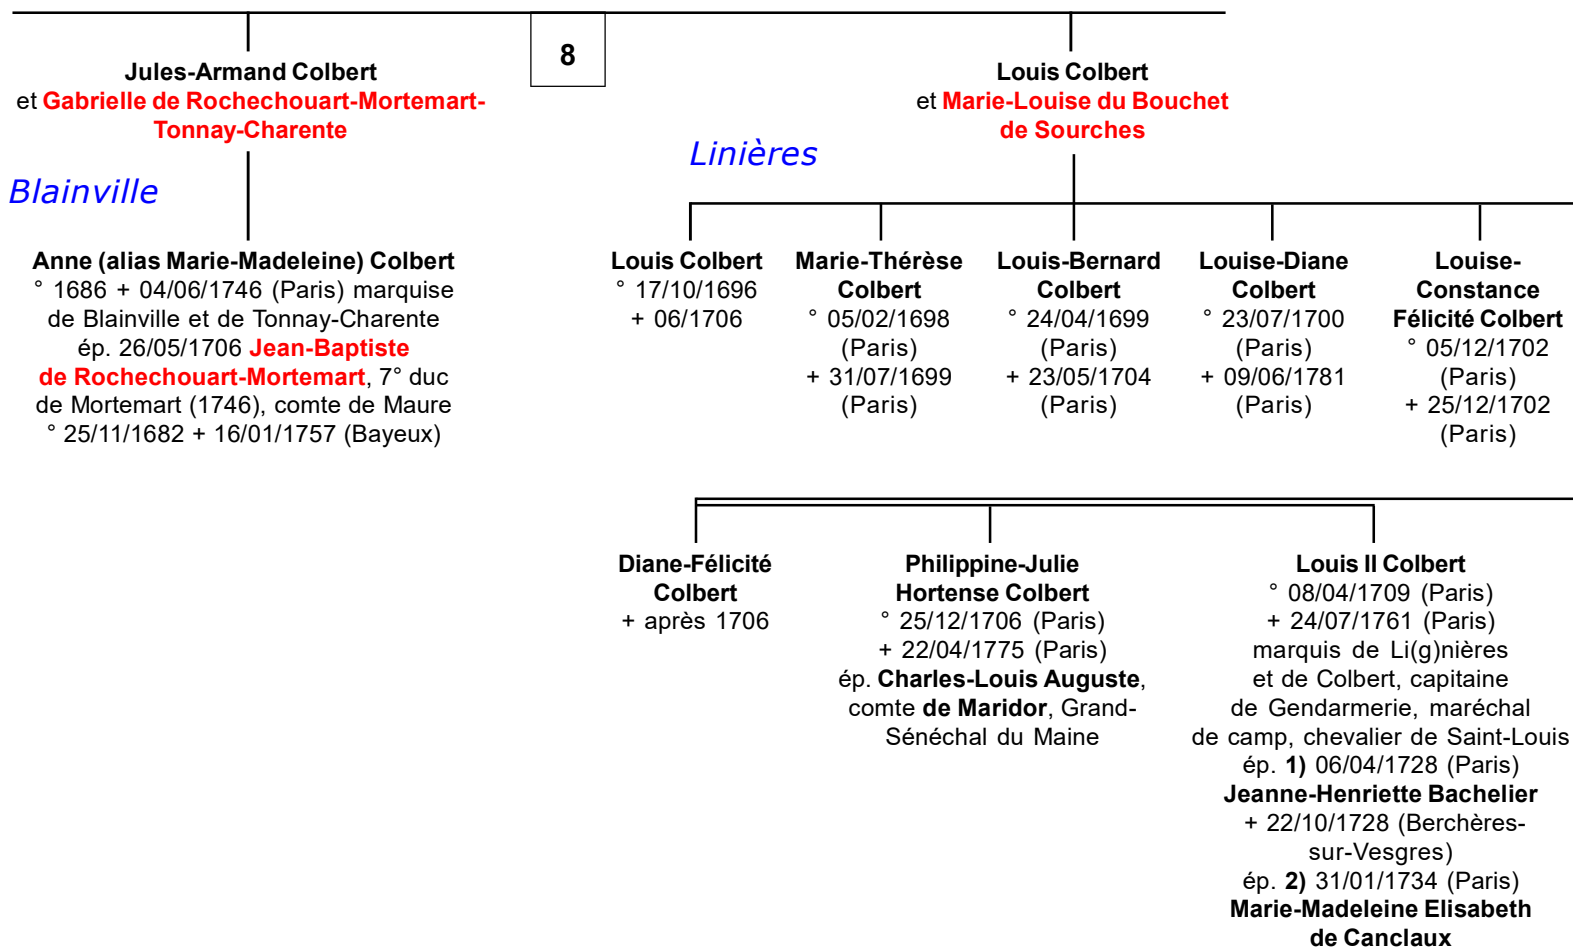 8
Jules-Armand Colbert
et Gabrielle de Rochechouart-Mortemart-
Tonnay-Charente
Louis Colbert
et Marie-Louise du Bouchet
de Sourches
Blainville
Linières
Anne (alias Marie-Madeleine) Colbert
° 1686 + 04/06/1746 (Paris) marquise
de Blainville et de Tonnay-Charente
ép. 26/05/1706 Jean-Baptiste
de Rochechouart-Mortemart, 7° duc
de Mortemart (1746), comte de Maure
° 25/11/1682 + 16/01/1757 (Bayeux)
Louis Colbert
° 17/10/1696
+ 06/1706
Marie-Thérèse
Colbert
° 05/02/1698
(Paris)
+ 31/07/1699
(Paris)
Louis-Bernard
Colbert
° 24/04/1699
(Paris)
+ 23/05/1704
(Paris)
Louise-Diane
Colbert
° 23/07/1700
(Paris)
+ 09/06/1781
(Paris)
Louise-
Constance
Félicité Colbert
° 05/12/1702
(Paris)
+ 25/12/1702
(Paris)
Diane-Félicité
Colbert
+ après 1706
Philippine-Julie
Hortense Colbert
° 25/12/1706 (Paris)
+ 22/04/1775 (Paris)
ép. Charles-Louis Auguste,
comte de Maridor, Grand-
Sénéchal du Maine
Louis II Colbert
° 08/04/1709 (Paris)
+ 24/07/1761 (Paris)
marquis de Li(g)nières
et de Colbert, capitaine
de Gendarmerie, maréchal
de camp, chevalier de Saint-Louis
ép. 1) 06/04/1728 (Paris)
Jeanne-Henriette Bachelier
+ 22/10/1728 (Berchères-
sur-Vesgres)
ép. 2) 31/01/1734 (Paris)
Marie-Madeleine Elisabeth
de Canclaux